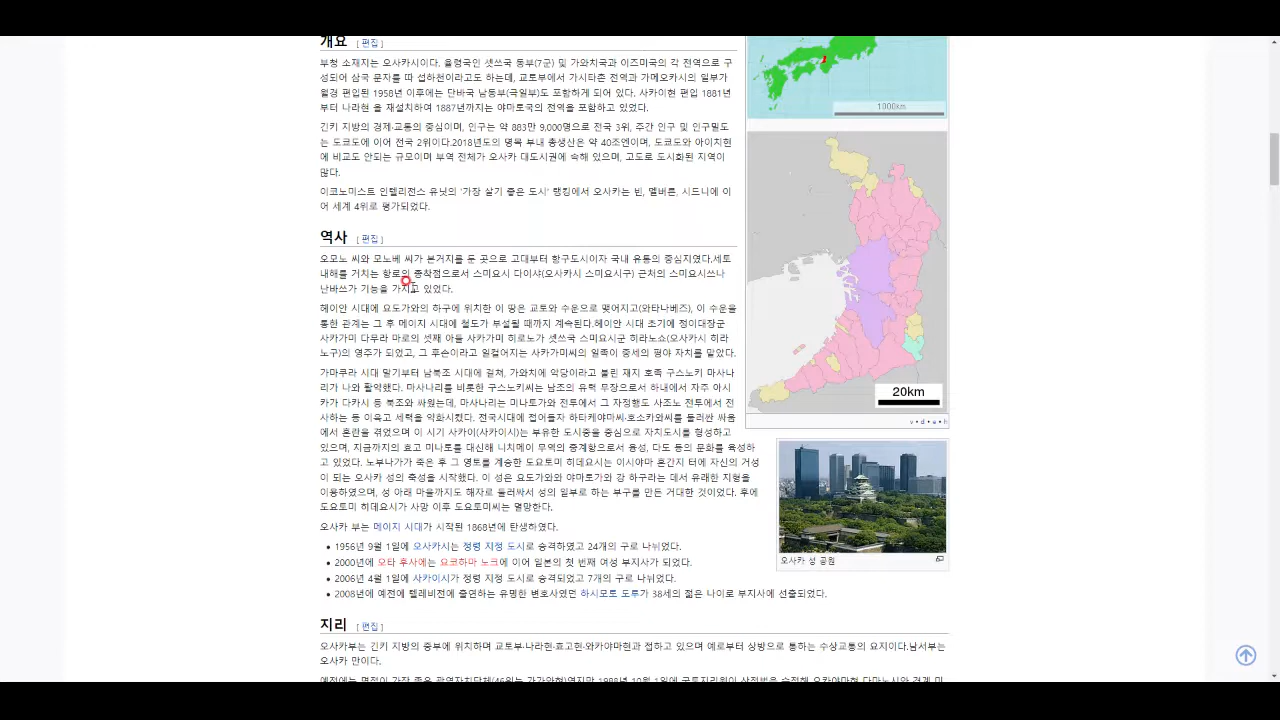 개요 [ 편집 ]
부청 소재지는 오사카시이다. 율령국인 셋쓰국 동부(7군) 및 가와치국과 이즈미국의 각 전역으로 구
성되어 삼국 문자를 따 섭하천이라고도 하는데, 교토부에서 가시타촌 전역과 가메오카시의 일부가
월경 편입된 1958년 이후에는 단바국 남동부(극일부)도 포함하게 되어 있다. 사카이현 편입 1881년
부터 나라현 을 재설치하여 1887년까지는 야마토국의 전역을 포함하고 있었다.
긴키 지방의 경제·교통의 중심이며, 인구는 약 883만 9,000명으로 전국 3위, 주간 인구 및 인구밀도
는 도쿄도에 이어 전국 2위이다.2018년도의 명목 부내 총생산은 약 40조엔이며, 도쿄도와 아이치현
에 비교도 안되는 규모이며 부역 전체가 오사카 대도시권에 속해 있으며, 고도로 도시화된 지역이
많다.
이코노미스트 인텔리전스 유닛의 '가장 살기 좋은 도시' 랭킹에서 오사카는 빈, 멜버른, 시드니에 이
어 세계 4위로 평가되었다.
역사 [ 편집 ]
오모노 씨와 모노베 씨가 본거지를 둔 곳으로 고대부터 항구도시이자 국내 유통의 중심지였다.세토
내해를 거치는 항로의 종착점으로서 스미요시 다이샤(오사카시 스미요시구) 근처의 스미요시쓰나
난바쓰가 기능을 가지고 있었다.
헤이안 시대에 요도가와의 하구에 위치한 이 땅은 교토와 수운으로 맺어지고(와타나베즈), 이 수운을
통한 관계는 그 후 메이지 시대에 철도가 부설될 때까지 계속된다.헤이안 시대 초기에 정이대장군
사카가미 다무라 마로의 셋째 아들 사카가미 히로노가 셋쓰국 스미요시군 히라노쇼(오사카시 히라
노구)의 영주가 되었고, 그 후손이라고 일컬어지는 사카가미씨의 일족이 중세의 평야 자치를 맡았다.
가마쿠라 시대 말기부터 남북조 시대에 걸쳐, 가와치에 악당이라고 불린 재지 호족 구스노키 마사나
리가 나와 활약했다. 마사나리를 비롯한 구스노키씨는 남조의 유력 무장으로서 하내에서 자주 아시
카가 다카시 등 북조와 싸웠는데, 마사나리는 미나토가와 전투에서 그 자정행도 사조노 전투에서 전
사하는 등 이윽고 세력을 약화시켰다. 전국시대에 접어들자 하타케야마씨·호소카와씨를 둘러싼 싸움
에서 혼란을 겪었으며 이 시기 사카이(사카이시)는 부유한 도시중을 중심으로 자치도시를 형성하고
있으며, 지금까지의 효고 미나토를 대신해 니치메이 무역의 중계항으로서 융성, 다도 등의 문화를 육성하
고 있었다. 노부나가가 죽은 후 그 영토를 계승한 도요토미 히데요시는 이시야마 혼간지 터에 자신의 거성
이 되는 오사카 성의 축성을 시작했다. 이 성은 요도가와와 야마토가와 강 하구라는 데서 유래한 지형을
이용하였으며, 성 아래 마을까지도 해자로 둘러싸서 성의 일부로 하는 부구를 만든 거대한 것이었다. 후에
도요토미 히데요시가 사망 이후 도요토미씨는 멸망한다.
오사카 부는 메이지 시대가 시작된 1868년에 탄생하였다.
• 1956년 9월 1일에 오사카시는 정령 지정 도시로 승격하였고 24개의 구로 나뉘었다.
• 2000년에 오타 후사에는 요코하마 노크에 이어 일본의 첫 번째 여성 부지사가 되었다.
• 2006년 4월 1일에 사카이시가 정령 지정 도시로 승격되었고 7개의 구로 나뉘었다.
• 2008년에 예전에 텔레비전에 출연하는 유명한 변호사였던 하시모토 도루가 38세의 젊은 나이로 부지사에 선출되었다.
지리 [ 편집 ]
오사카부는 긴키 지방의 중부에 위치하며 교토부·나라현·효고현·와카야마현과 접하고 있으며 예로부터 상방으로 통하는 수상교통의 요지이다.남서부는
오사카 만이다.
1000km
20km
v • d • e • h
오사카 성 공원